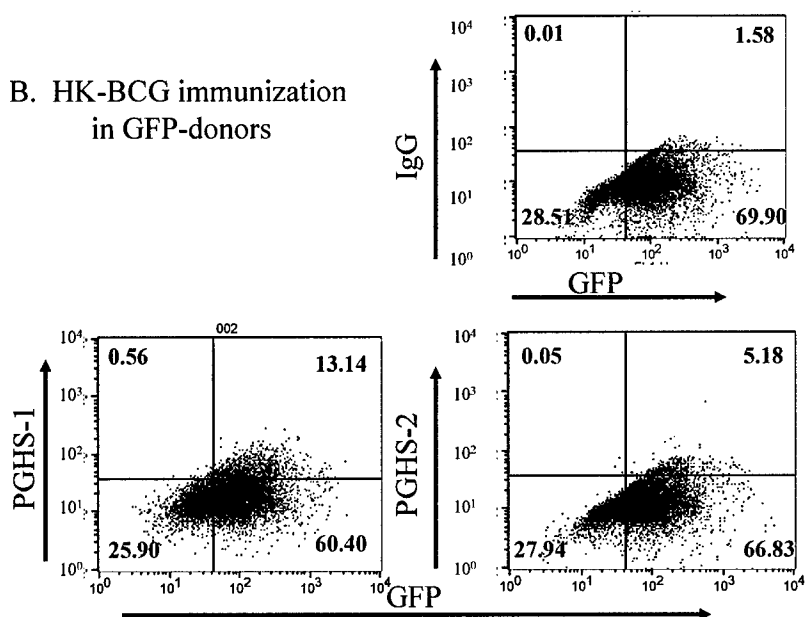 B. HK-BCG immunization
in GFP-donors
IgG
10⁴
10³
10²
10¹
10⁰
0.01 1.58
28.51 69.90
10⁰ 10¹ 10² 10³ 10⁴
GFP
002
PGHS-1
10⁴
10³
10²
10¹
10⁰
0.56 13.14
25.90 60.40
10⁰ 10¹ 10² 10³ 10⁴
PGHS-2
10⁴
10³
10²
10¹
10⁰
0.05 5.18
27.94 66.83
10⁰ 10¹ 10² 10³ 10⁴
GFP